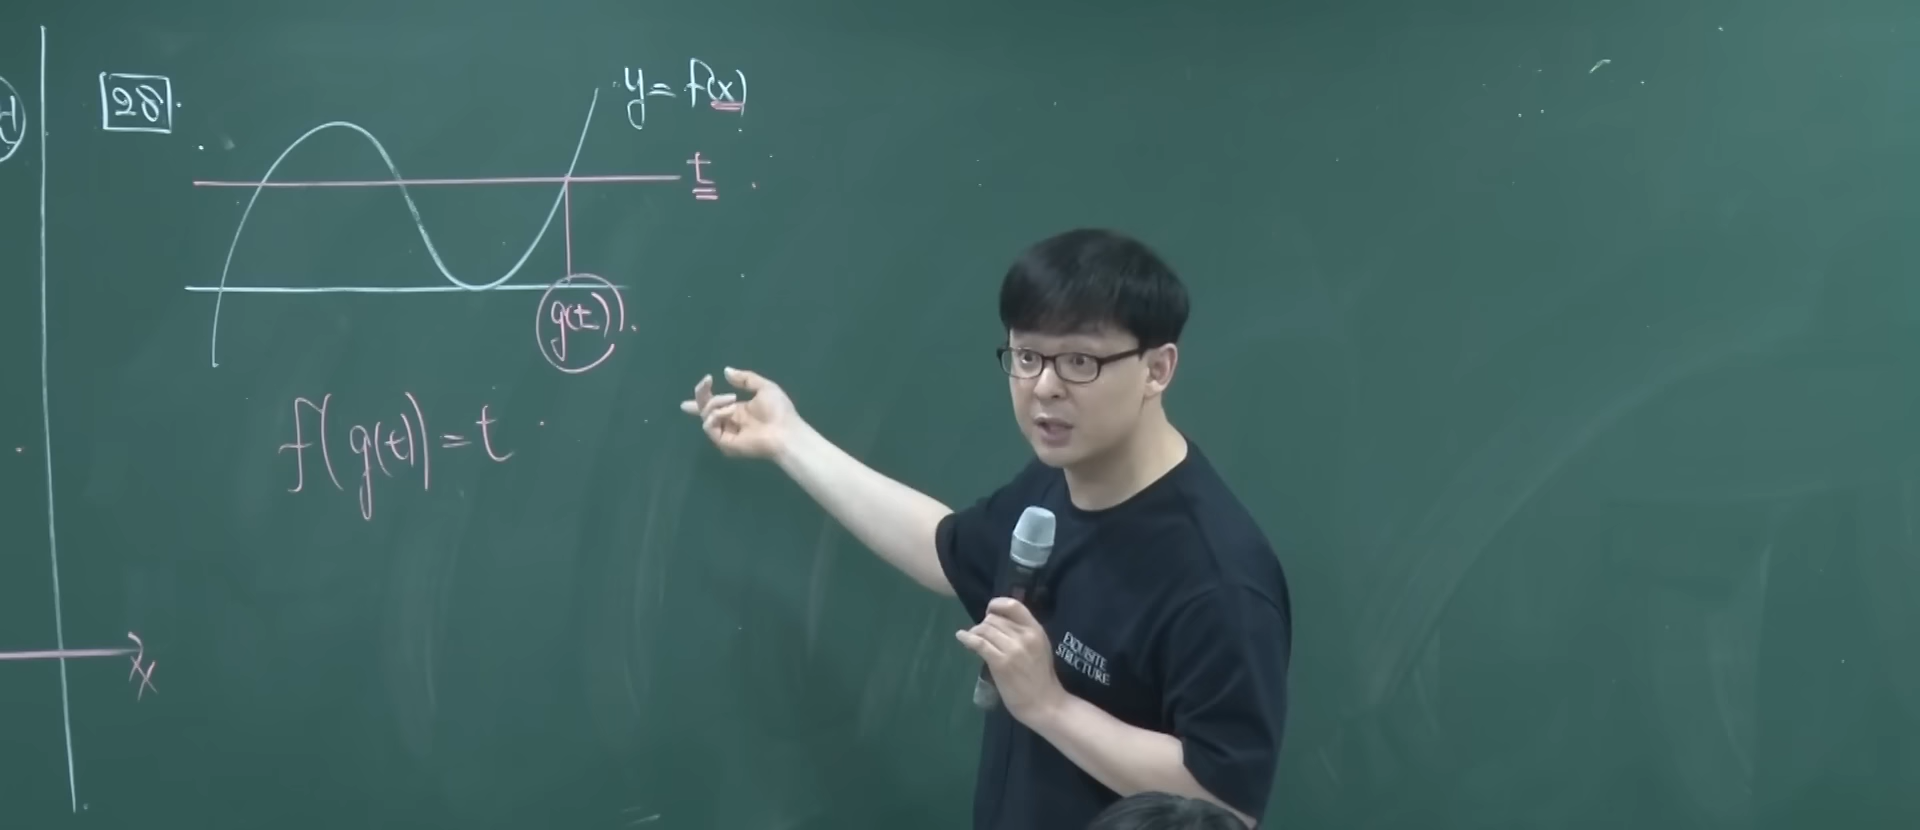 28.
y = f(x)
t
g(t)
f(g(t)) = t
x
EXQUISITE
STRUCTURE